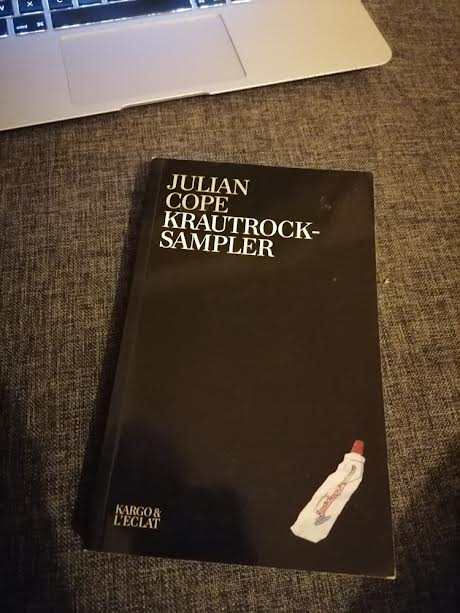 JULIAN
COPE
KRAUTROCK-
SAMPLER
KARGO &
L'ECLAT